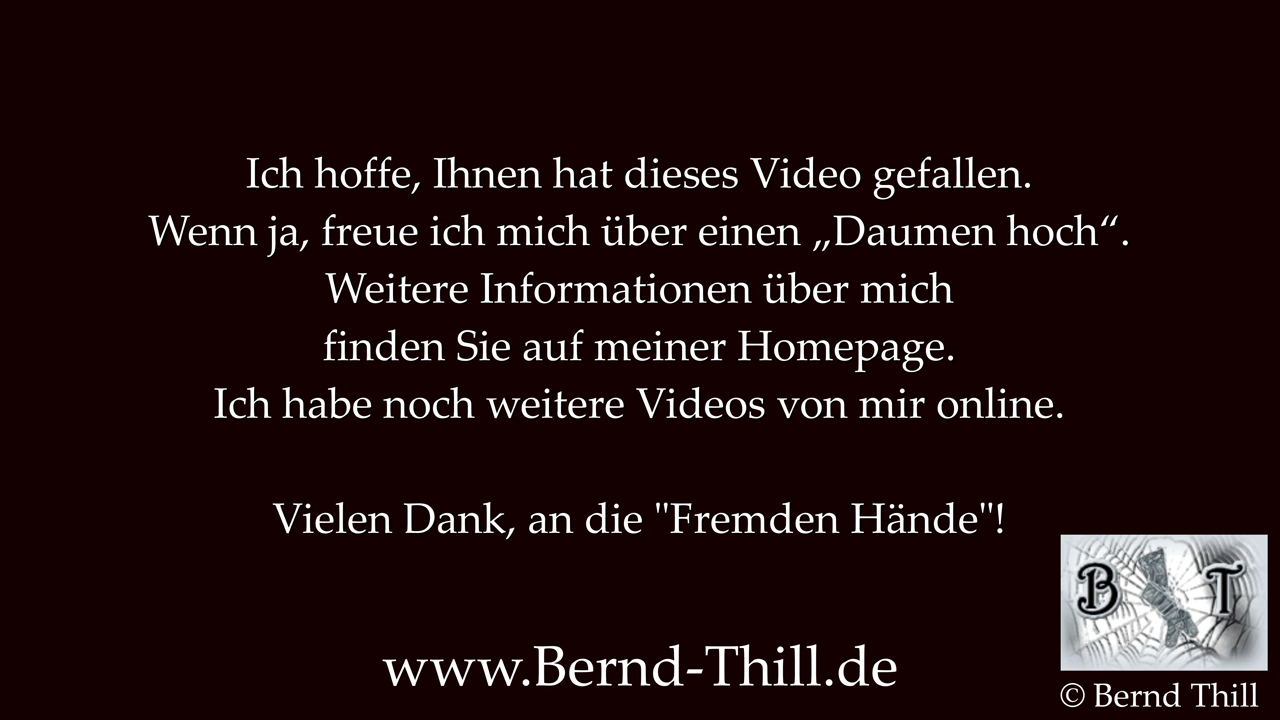 Ich hoffe, Ihnen hat dieses Video gefallen.
Wenn ja, freue ich mich über einen „Daumen hoch“.
Weitere Informationen über mich
finden Sie auf meiner Homepage.
Ich habe noch weitere Videos von mir online.
Vielen Dank, an die "Fremden Hände"!
B T
www.Bernd-Thill.de
© Bernd Thill